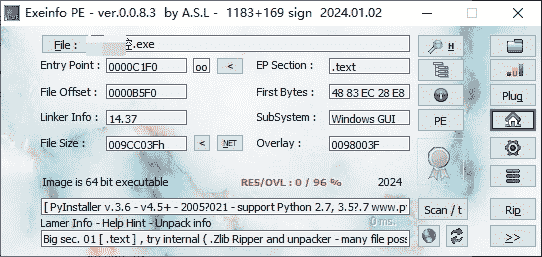 Exeinfo PE - ver.0.0.8.3 by A.S.L - 1183+169 sign 2024.01.02
File : .exe
H
Entry Point : 0000C1F0 oo < EP Section : .text
File Offset : 0000B5F0 First Bytes : 48 83 EC 28 E8
Plug
Linker Info : 14.37 SubSystem : Windows GUI
PE
File Size : 009CC03Fh < NET Overlay : 0098003F
Image is 64 bit executable RES/OVL : 0 / 96 % 2024
[ PyInstaller v.3.6 - v4.5+ - 2005?021 - support Python 2.7, 3.5?.7 www.p
Scan / t
Rip
Lamer Info - Help Hint - Unpack info
0 ms.
Big sec. 01 [ .text ] , try internal ( .Zlib Ripper and unpacker - many file poss
>>